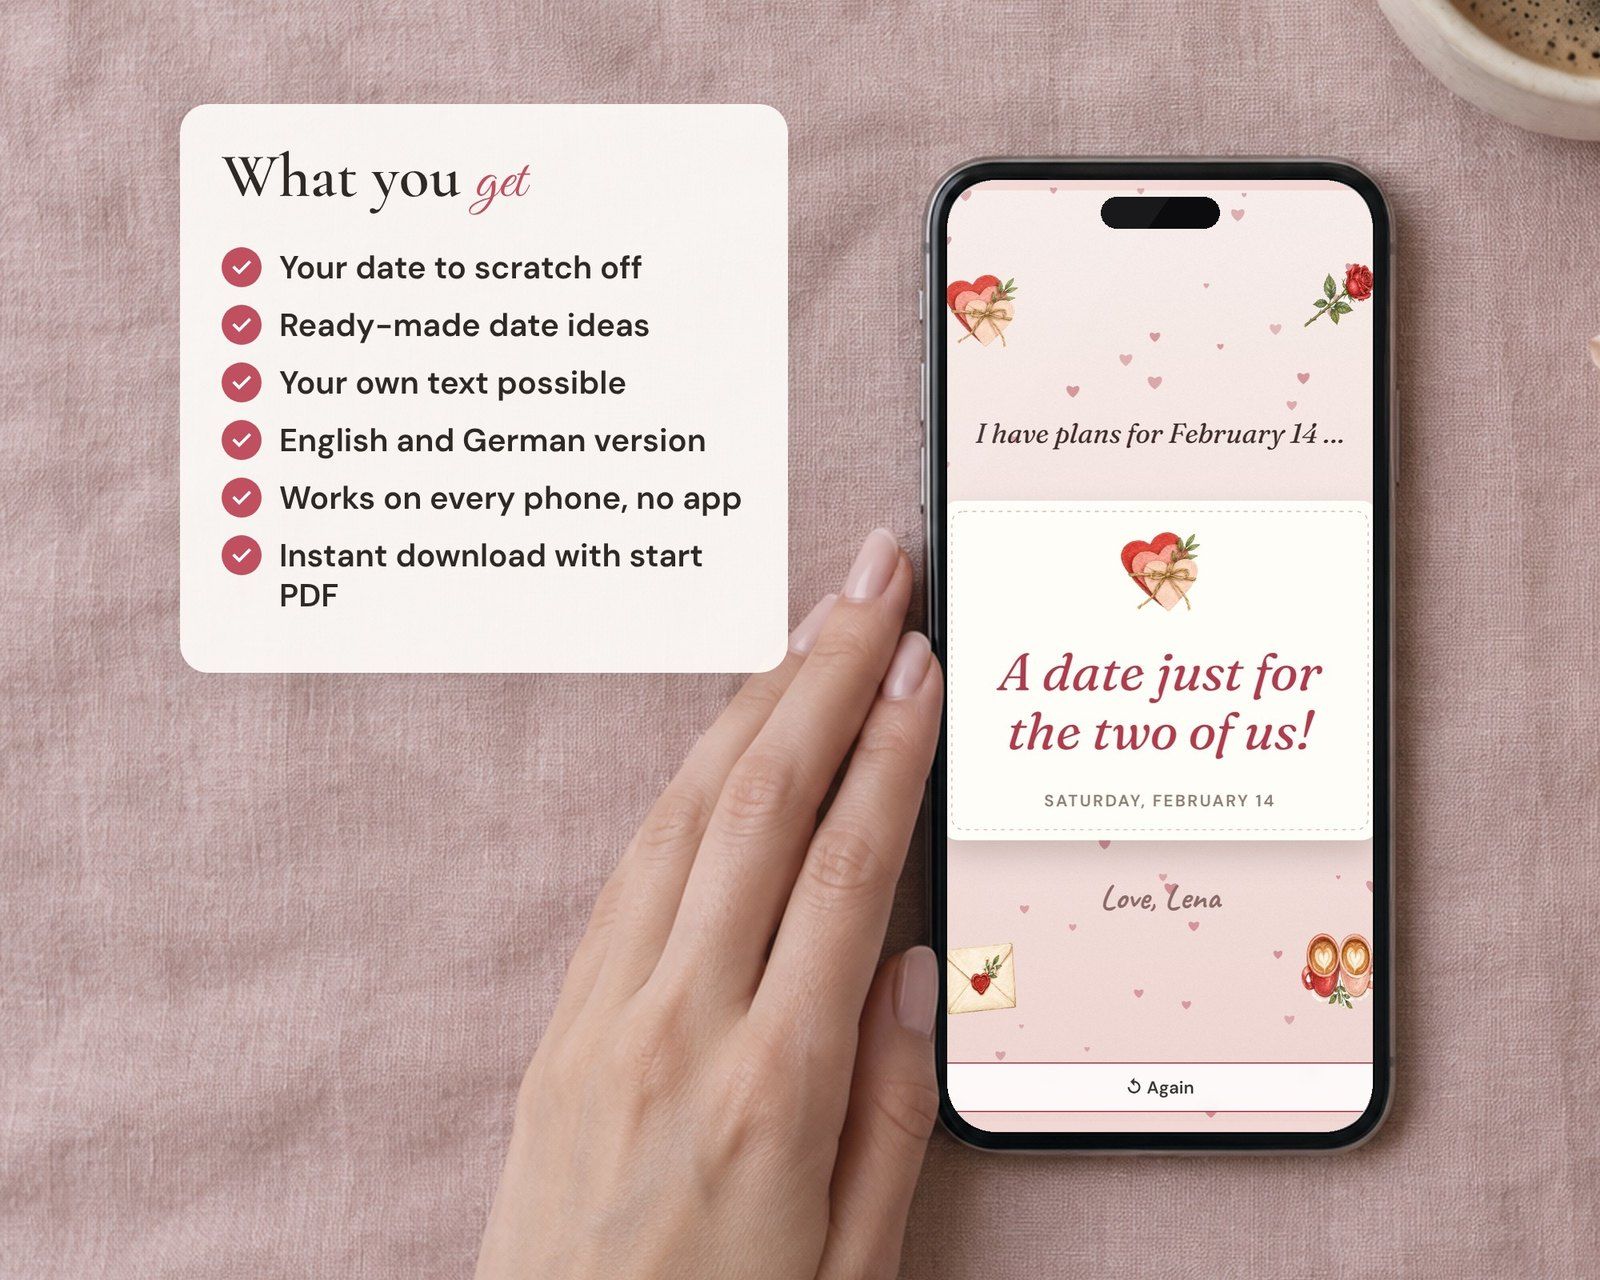 What you get
Your date to scratch off
Ready-made date ideas
Your own text possible
English and German version
Works on every phone, no app
Instant download with start
PDF
I have plans for February 14 ...
A date just for
the two of us!
SATURDAY, FEBRUARY 14
Love, Lena
Again